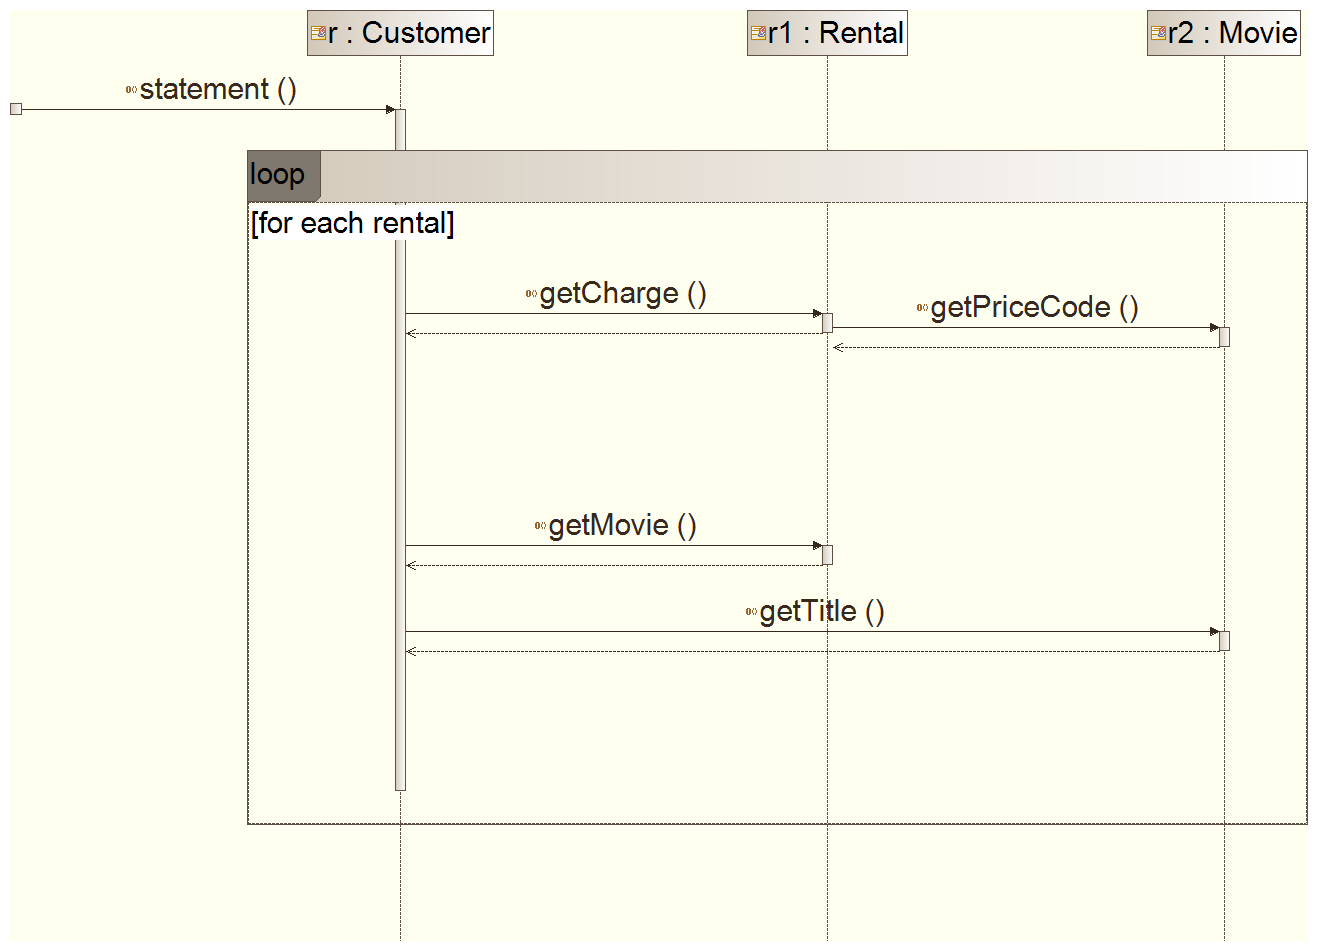 r : Customer
r1 : Rental
r2 : Movie
statement ()
loop
[for each rental]
getCharge ()
getPriceCode ()
getMovie ()
getTitle ()